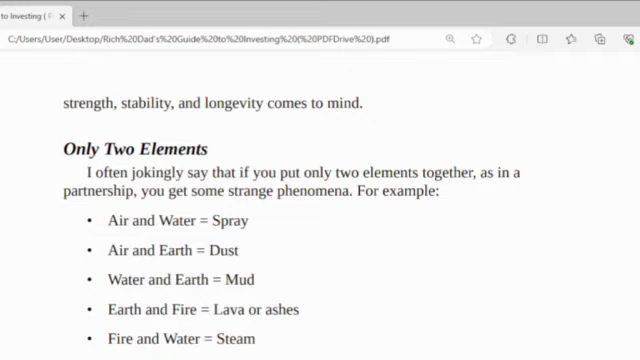 to Investing ( P
C:/Users/User/Desktop/Rich%20Dad's%20Guide%20to%20Investing%20(%20PDFDrive%20).pdf
strength, stability, and longevity comes to mind.
Only Two Elements
I often jokingly say that if you put only two elements together, as in a
partnership, you get some strange phenomena. For example:
• Air and Water = Spray
• Air and Earth = Dust
• Water and Earth = Mud
• Earth and Fire = Lava or ashes
• Fire and Water = Steam